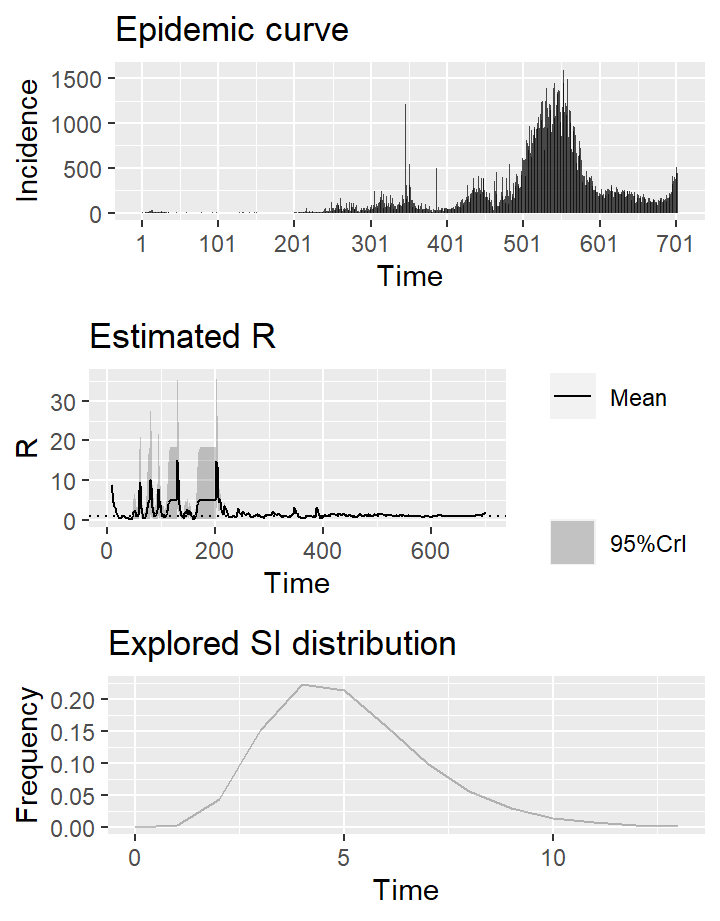 Epidemic curve
Incidence
1500
1000
500
0
1 101 201 301 401 501 601 701
Time
Estimated R
R
30
20
10
0
0 200 400 600
Time
Mean
95%CrI
Explored SI distribution
Frequency
0.20
0.15
0.10
0.05
0.00
0 5 10
Time